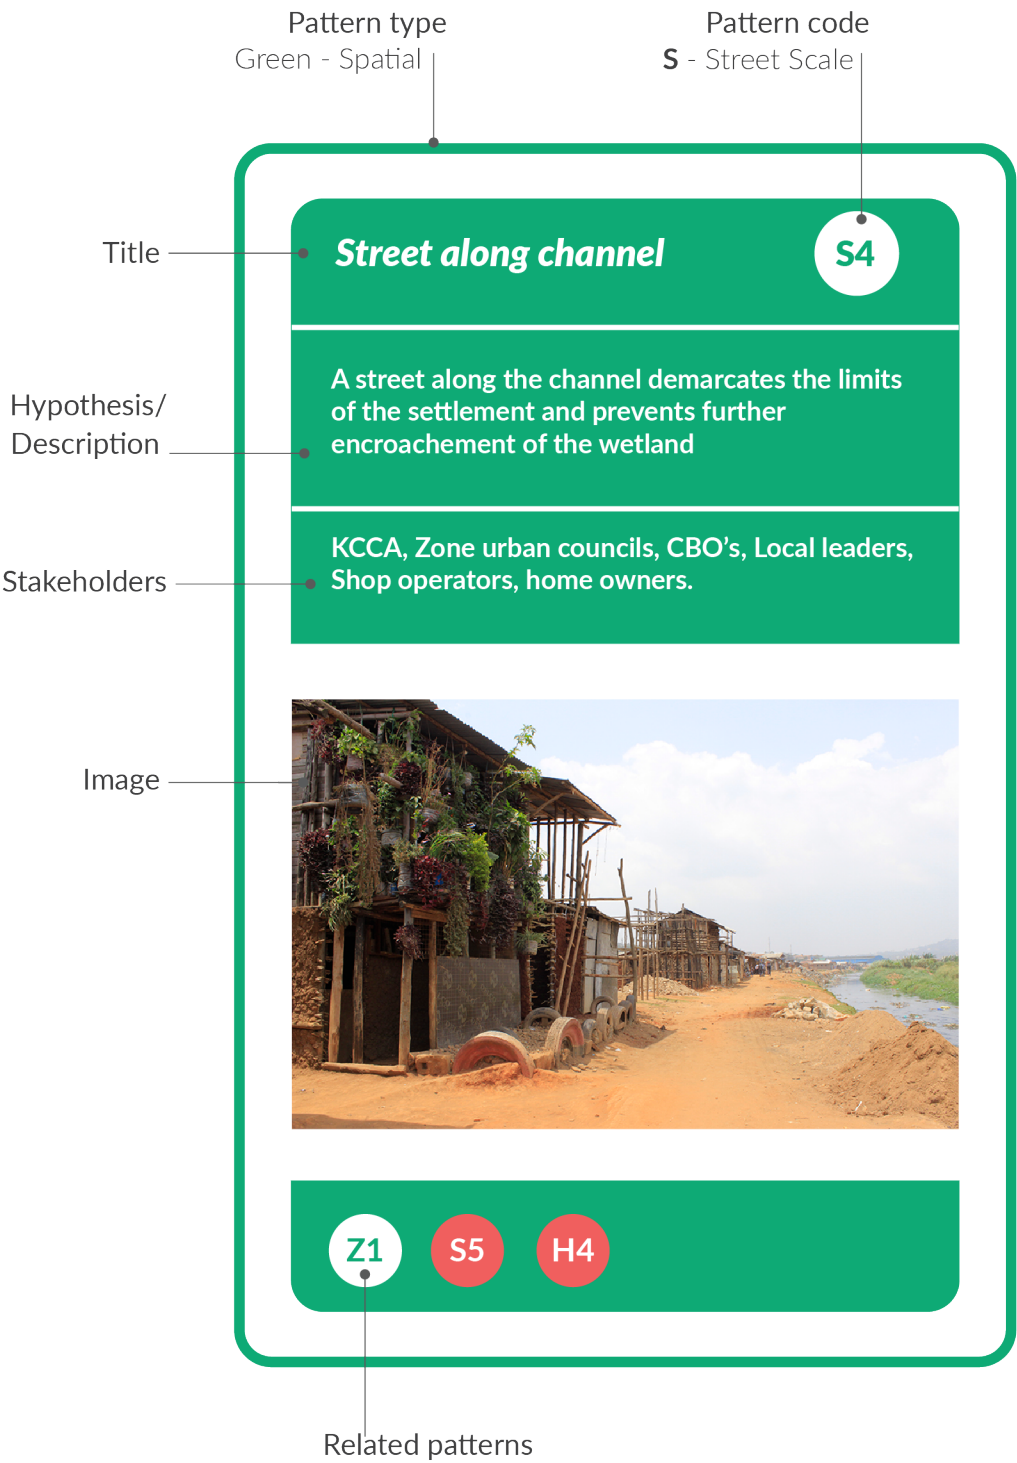 Pattern type
Green - Spatial
Pattern code
S - Street Scale
Title
Street along channel
S4
Hypothesis/
Description
A street along the channel demarcates the limits
of the settlement and prevents further
encroachement of the wetland
Stakeholders
KCCA, Zone urban councils, CBO’s, Local leaders,
Shop operators, home owners.
Image
Z1
S5
H4
Related patterns